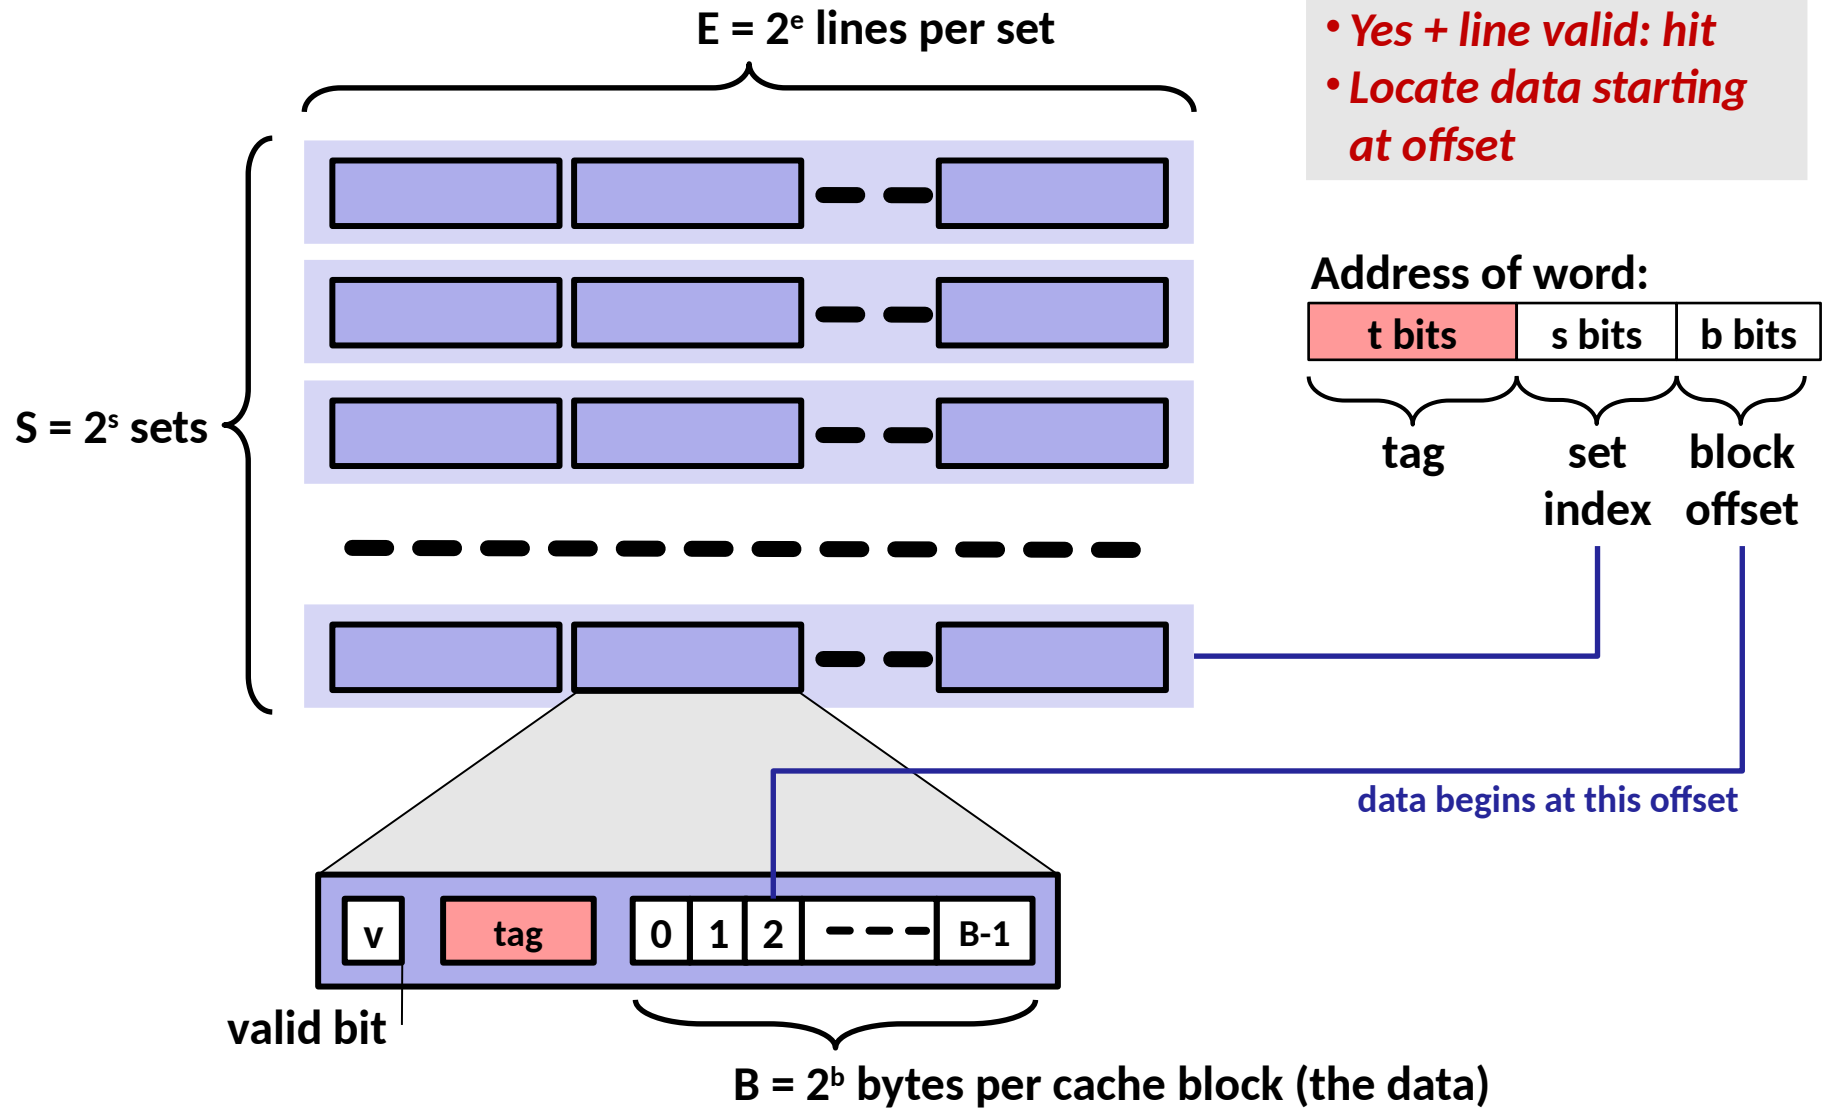 E = 2ᵉ lines per set
• Yes + line valid: hit
• Locate data starting
at offset
Address of word:
t bits s bits b bits
S = 2ˢ sets
tag set block
index offset
data begins at this offset
v tag 0 1 2 B-1
valid bit
B = 2ᵇ bytes per cache block (the data)